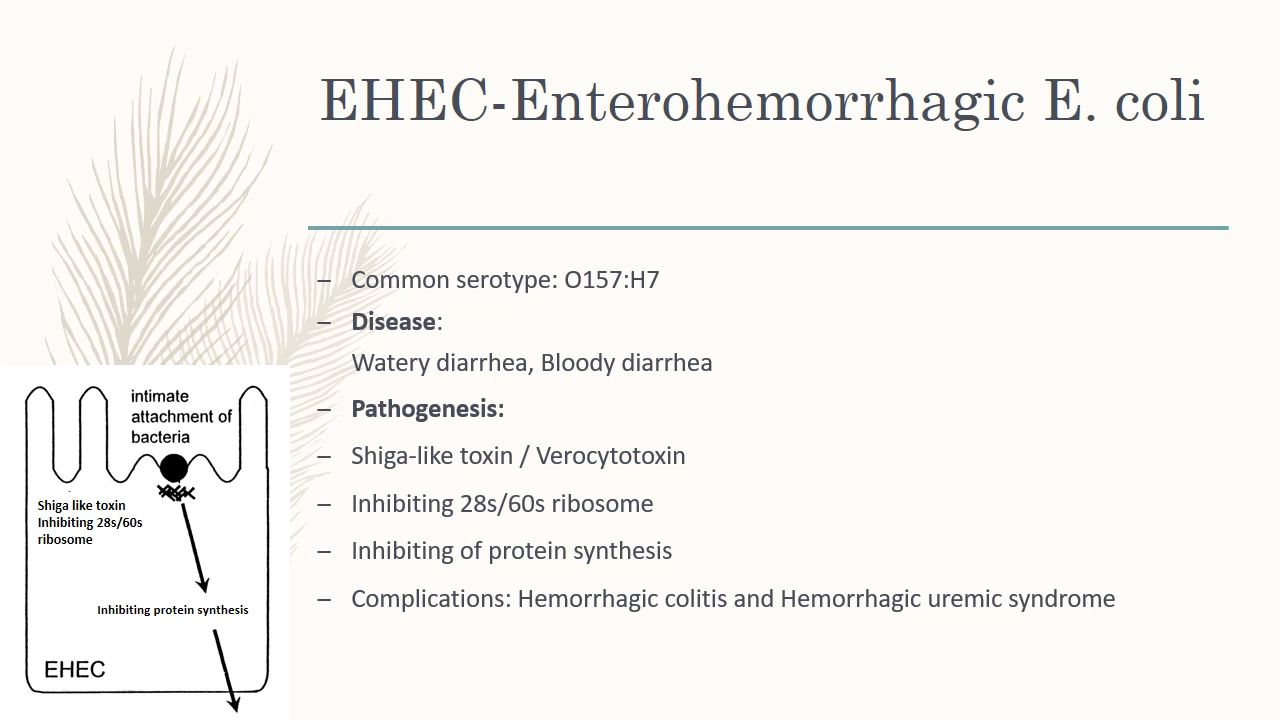 EHEC-Enterohemorrhagic E. coli
– Common serotype: O157:H7
– Disease:
Watery diarrhea, Bloody diarrhea
– Pathogenesis:
– Shiga-like toxin / Verocytotoxin
– Inhibiting 28s/60s ribosome
– Inhibiting of protein synthesis
– Complications: Hemorrhagic colitis and Hemorrhagic uremic syndrome
intimate
attachment of
bacteria
Shiga like toxin
Inhibiting 28s/60s
ribosome
Inhibiting protein synthesis
EHEC